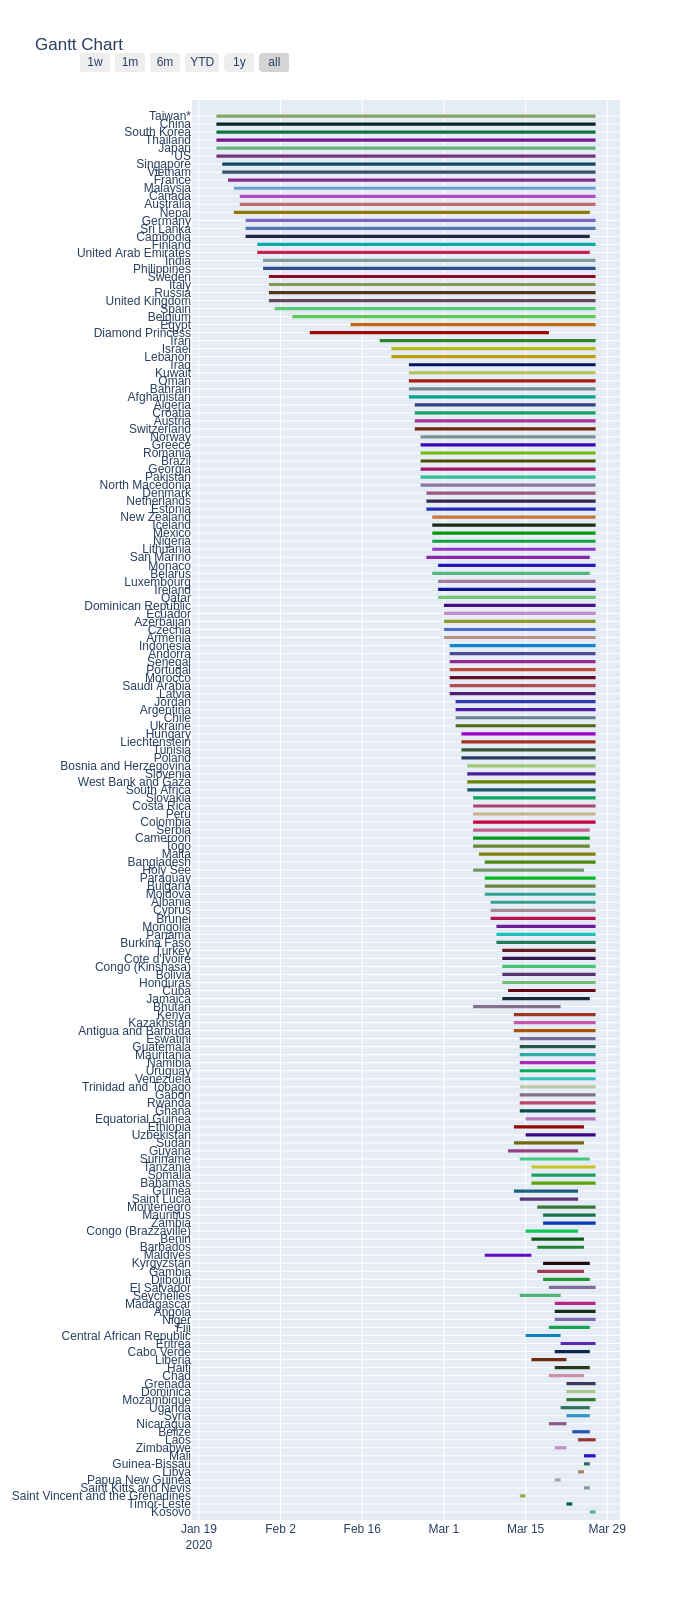 Gantt Chart
1w 1m 6m YTD 1y all
Taiwan*
China
South Korea
Thailand
Japan
US
Singapore
Vietnam
France
Malaysia
Canada
Australia
Nepal
Germany
Sri Lanka
Cambodia
Finland
United Arab Emirates
India
Philippines
Sweden
Italy
Russia
United Kingdom
Spain
Belgium
Egypt
Diamond Princess
Iran
Israel
Lebanon
Iraq
Kuwait
Oman
Bahrain
Afghanistan
Algeria
Croatia
Austria
Switzerland
Norway
Greece
Romania
Brazil
Georgia
Pakistan
North Macedonia
Denmark
Netherlands
Estonia
New Zealand
Iceland
Mexico
Nigeria
Lithuania
San Marino
Monaco
Belarus
Luxembourg
Ireland
Qatar
Dominican Republic
Ecuador
Azerbaijan
Czechia
Armenia
Indonesia
Andorra
Senegal
Portugal
Morocco
Saudi Arabia
Latvia
Jordan
Argentina
Chile
Ukraine
Hungary
Liechtenstein
Tunisia
Poland
Bosnia and Herzegovina
Slovenia
West Bank and Gaza
South Africa
Slovakia
Costa Rica
Peru
Colombia
Serbia
Cameroon
Togo
Malta
Bangladesh
Holy See
Paraguay
Bulgaria
Moldova
Albania
Cyprus
Brunei
Mongolia
Panama
Burkina Faso
Turkey
Cote d'Ivoire
Congo (Kinshasa)
Bolivia
Honduras
Cuba
Jamaica
Bhutan
Kenya
Kazakhstan
Antigua and Barbuda
Eswatini
Guatemala
Mauritania
Namibia
Uruguay
Venezuela
Trinidad and Tobago
Gabon
Rwanda
Ghana
Equatorial Guinea
Ethiopia
Uzbekistan
Sudan
Guyana
Suriname
Tanzania
Somalia
Bahamas
Guinea
Saint Lucia
Montenegro
Mauritius
Zambia
Congo (Brazzaville)
Benin
Barbados
Maldives
Kyrgyzstan
Gambia
Djibouti
El Salvador
Seychelles
Madagascar
Angola
Niger
Fiji
Central African Republic
Eritrea
Cabo Verde
Liberia
Haiti
Chad
Grenada
Dominica
Mozambique
Uganda
Syria
Nicaragua
Belize
Laos
Zimbabwe
Mali
Guinea-Bissau
Libya
Papua New Guinea
Saint Kitts and Nevis
Saint Vincent and the Grenadines
Timor-Leste
Kosovo
Jan 19 Feb 2 Feb 16 Mar 1 Mar 15 Mar 29
2020